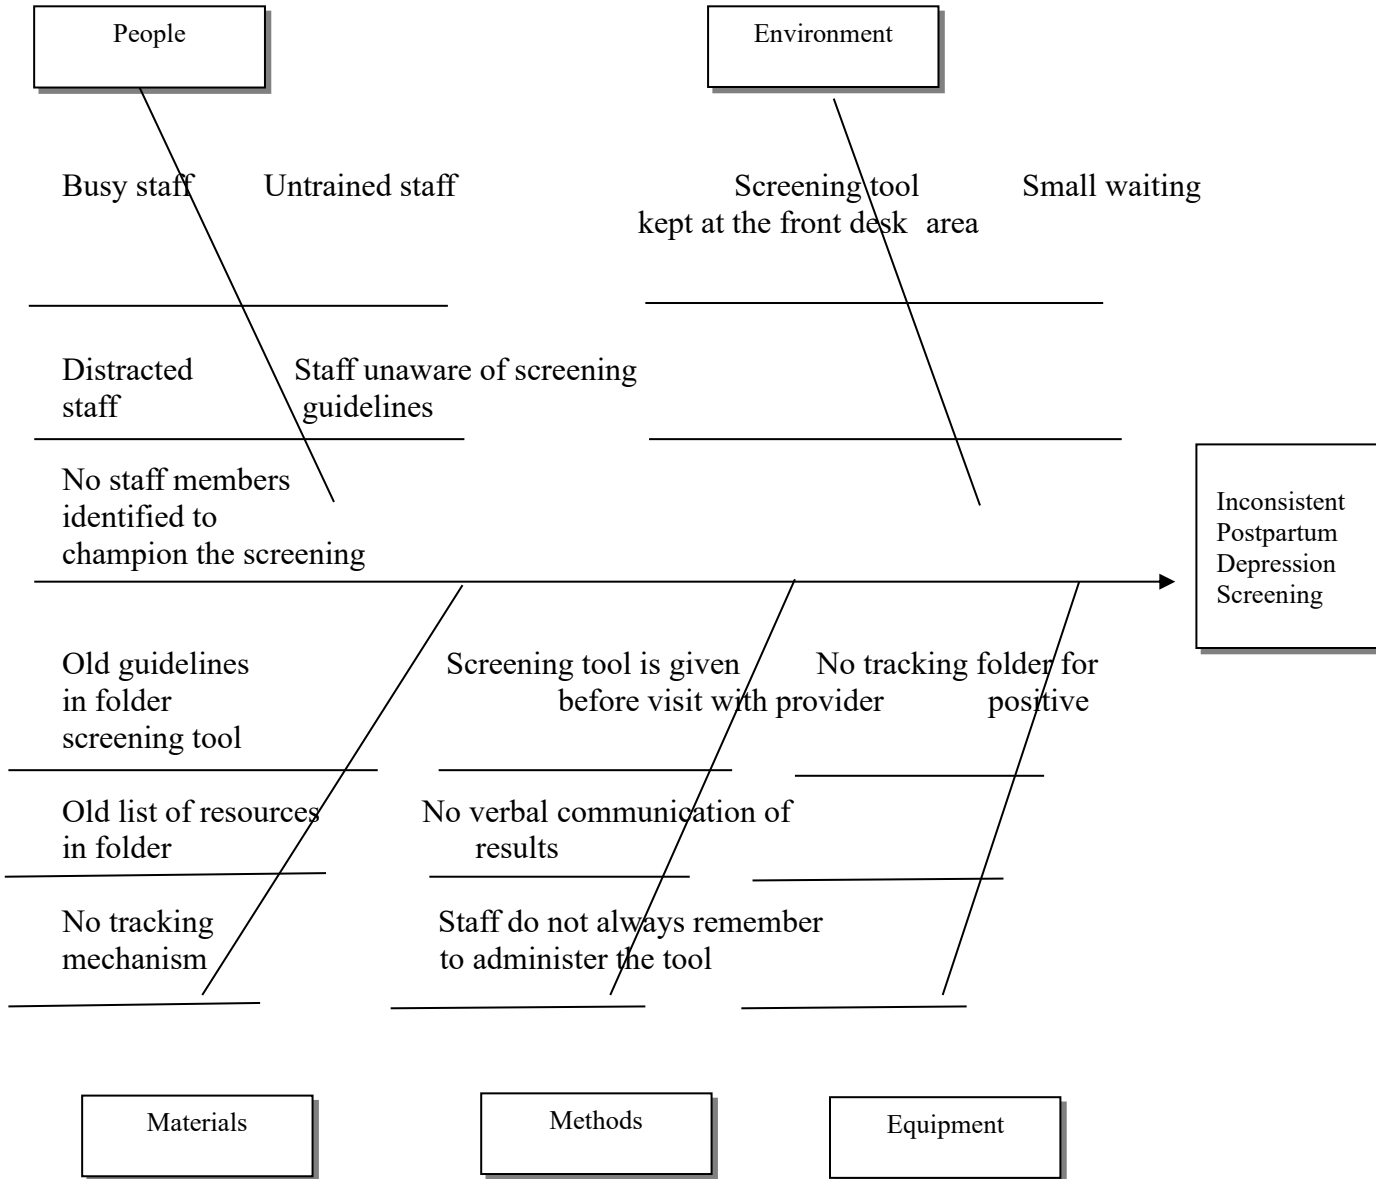 People
Environment
Busy staff
Untrained staff
Screening tool
Small waiting
kept at the front desk area
Distracted
staff
Staff unaware of screening
guidelines
No staff members
identified to
champion the screening
Inconsistent
Postpartum
Depression
Screening
Old guidelines
in folder
screening tool
Screening tool is given
before visit with provider
No tracking folder for
positive
Old list of resources
in folder
No verbal communication of
results
No tracking
mechanism
Staff do not always remember
to administer the tool
Materials
Methods
Equipment